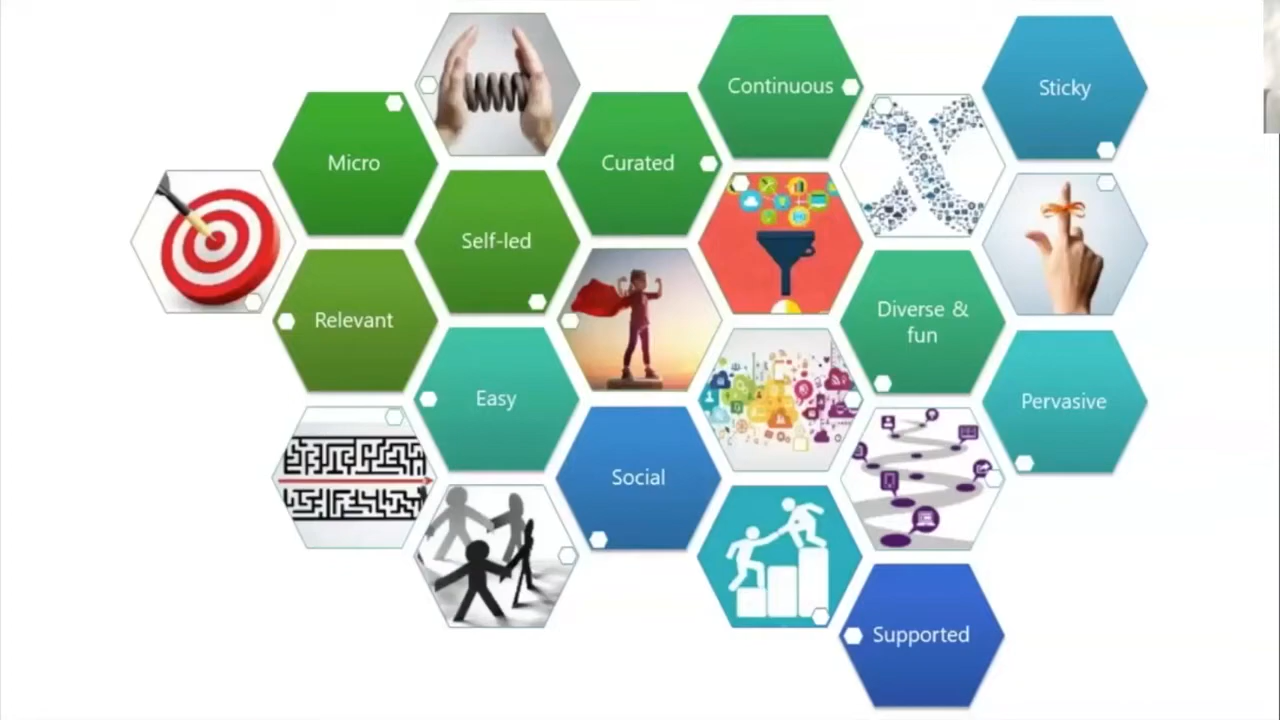 Continuous
Sticky
Micro
Curated
Self-led
Relevant
Diverse &
fun
Easy
Pervasive
Social
Supported